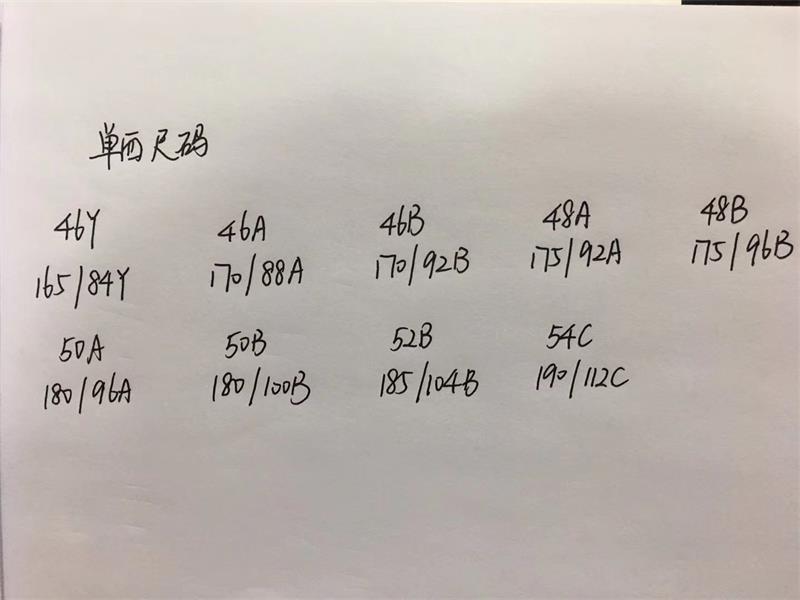 单西尺码
46Y 46A 46B 48A 48B
165/84Y 170/88A 170/92B 175/92A 175/96B
50A 50B 52B 54C
180/96A 180/100B 185/104B 190/112C